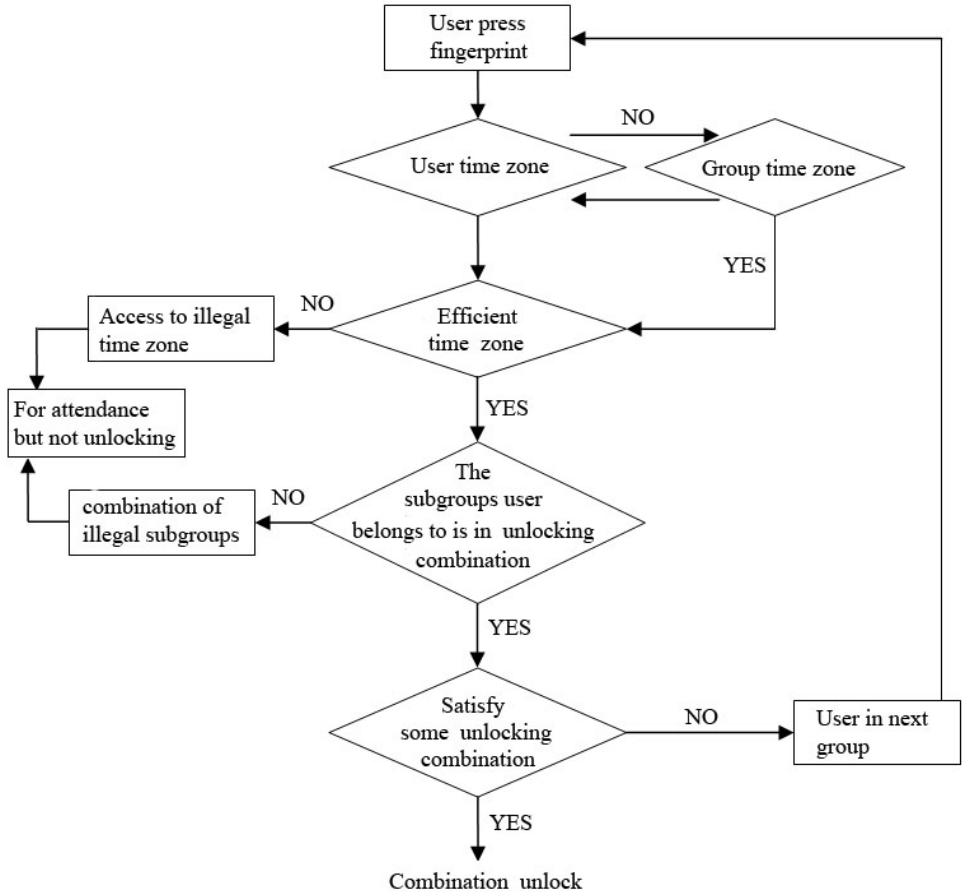 User press
fingerprint
NO
User time zone
Group time zone
YES
Access to illegal
time zone
NO
Efficient
time zone
YES
For attendance
but not unlocking
The
subgroups user
belongs to is in unlocking
combination
NO
combination of
illegal subgroups
YES
Satisfy
some unlocking
combination
NO
User in next
group
YES
Combination unlock